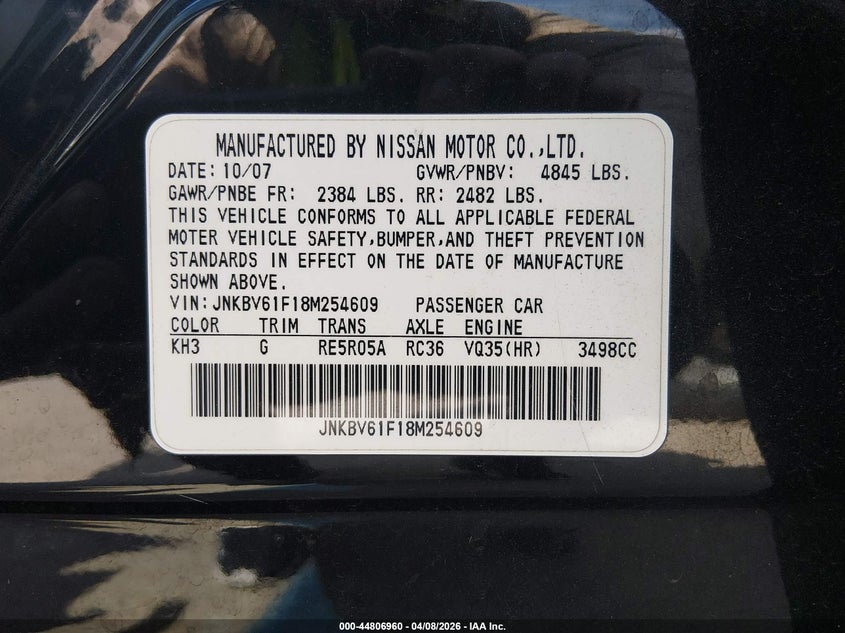 MANUFACTURED BY NISSAN MOTOR CO.,LTD.
DATE: 10/07 GVWR/PNBV: 4845 LBS.
GAWR/PNBE FR: 2384 LBS. RR: 2482 LBS.
THIS VEHICLE CONFORMS TO ALL APPLICABLE FEDERAL
MOTER VEHICLE SAFETY,BUMPER,AND THEFT PREVENTION
STANDARDS IN EFFECT ON THE DATE OF MANUFACTURE
SHOWN ABOVE.
VIN:JNKBV61F18M254609 PASSENGER CAR
COLOR TRIM TRANS AXLE ENGINE
KH3 G RE5R05A RC36 VQ35(HR) 3498CC
JNKBV61F18M254609
000-44806960 - 04/08/2026 - IAA Inc.